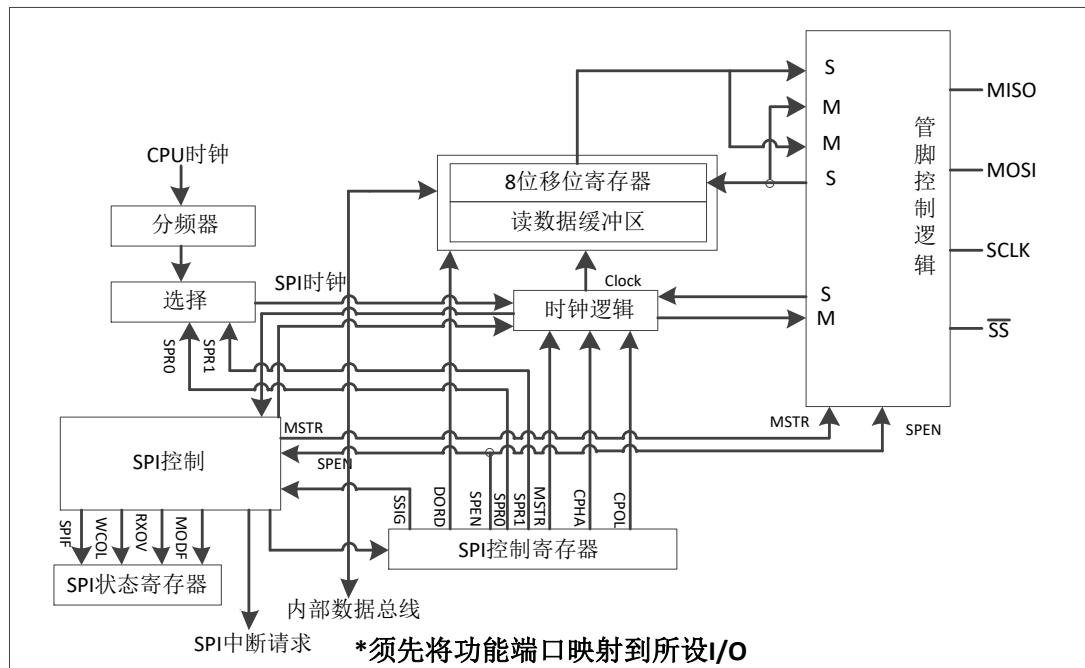 S
MISO
M
CPU时钟
M
8位移位寄存器
S
MOSI
管脚控制逻辑
分频器
读数据缓冲区
SCLK
SPI时钟
Clock
选择
时钟逻辑
S
M
SS
SPR0
SPR1
MSTR
MSTR
SPEN
SPI控制
SPEN
SSIG
DORD
SPEN
SPR0
SPR1
MSTR
CPHA
CPOL
SPIF
WCOL
RXOV
MODF
SPI控制寄存器
SPI状态寄存器
内部数据总线
SPI中断请求
*须先将功能端口映射到所设I/O